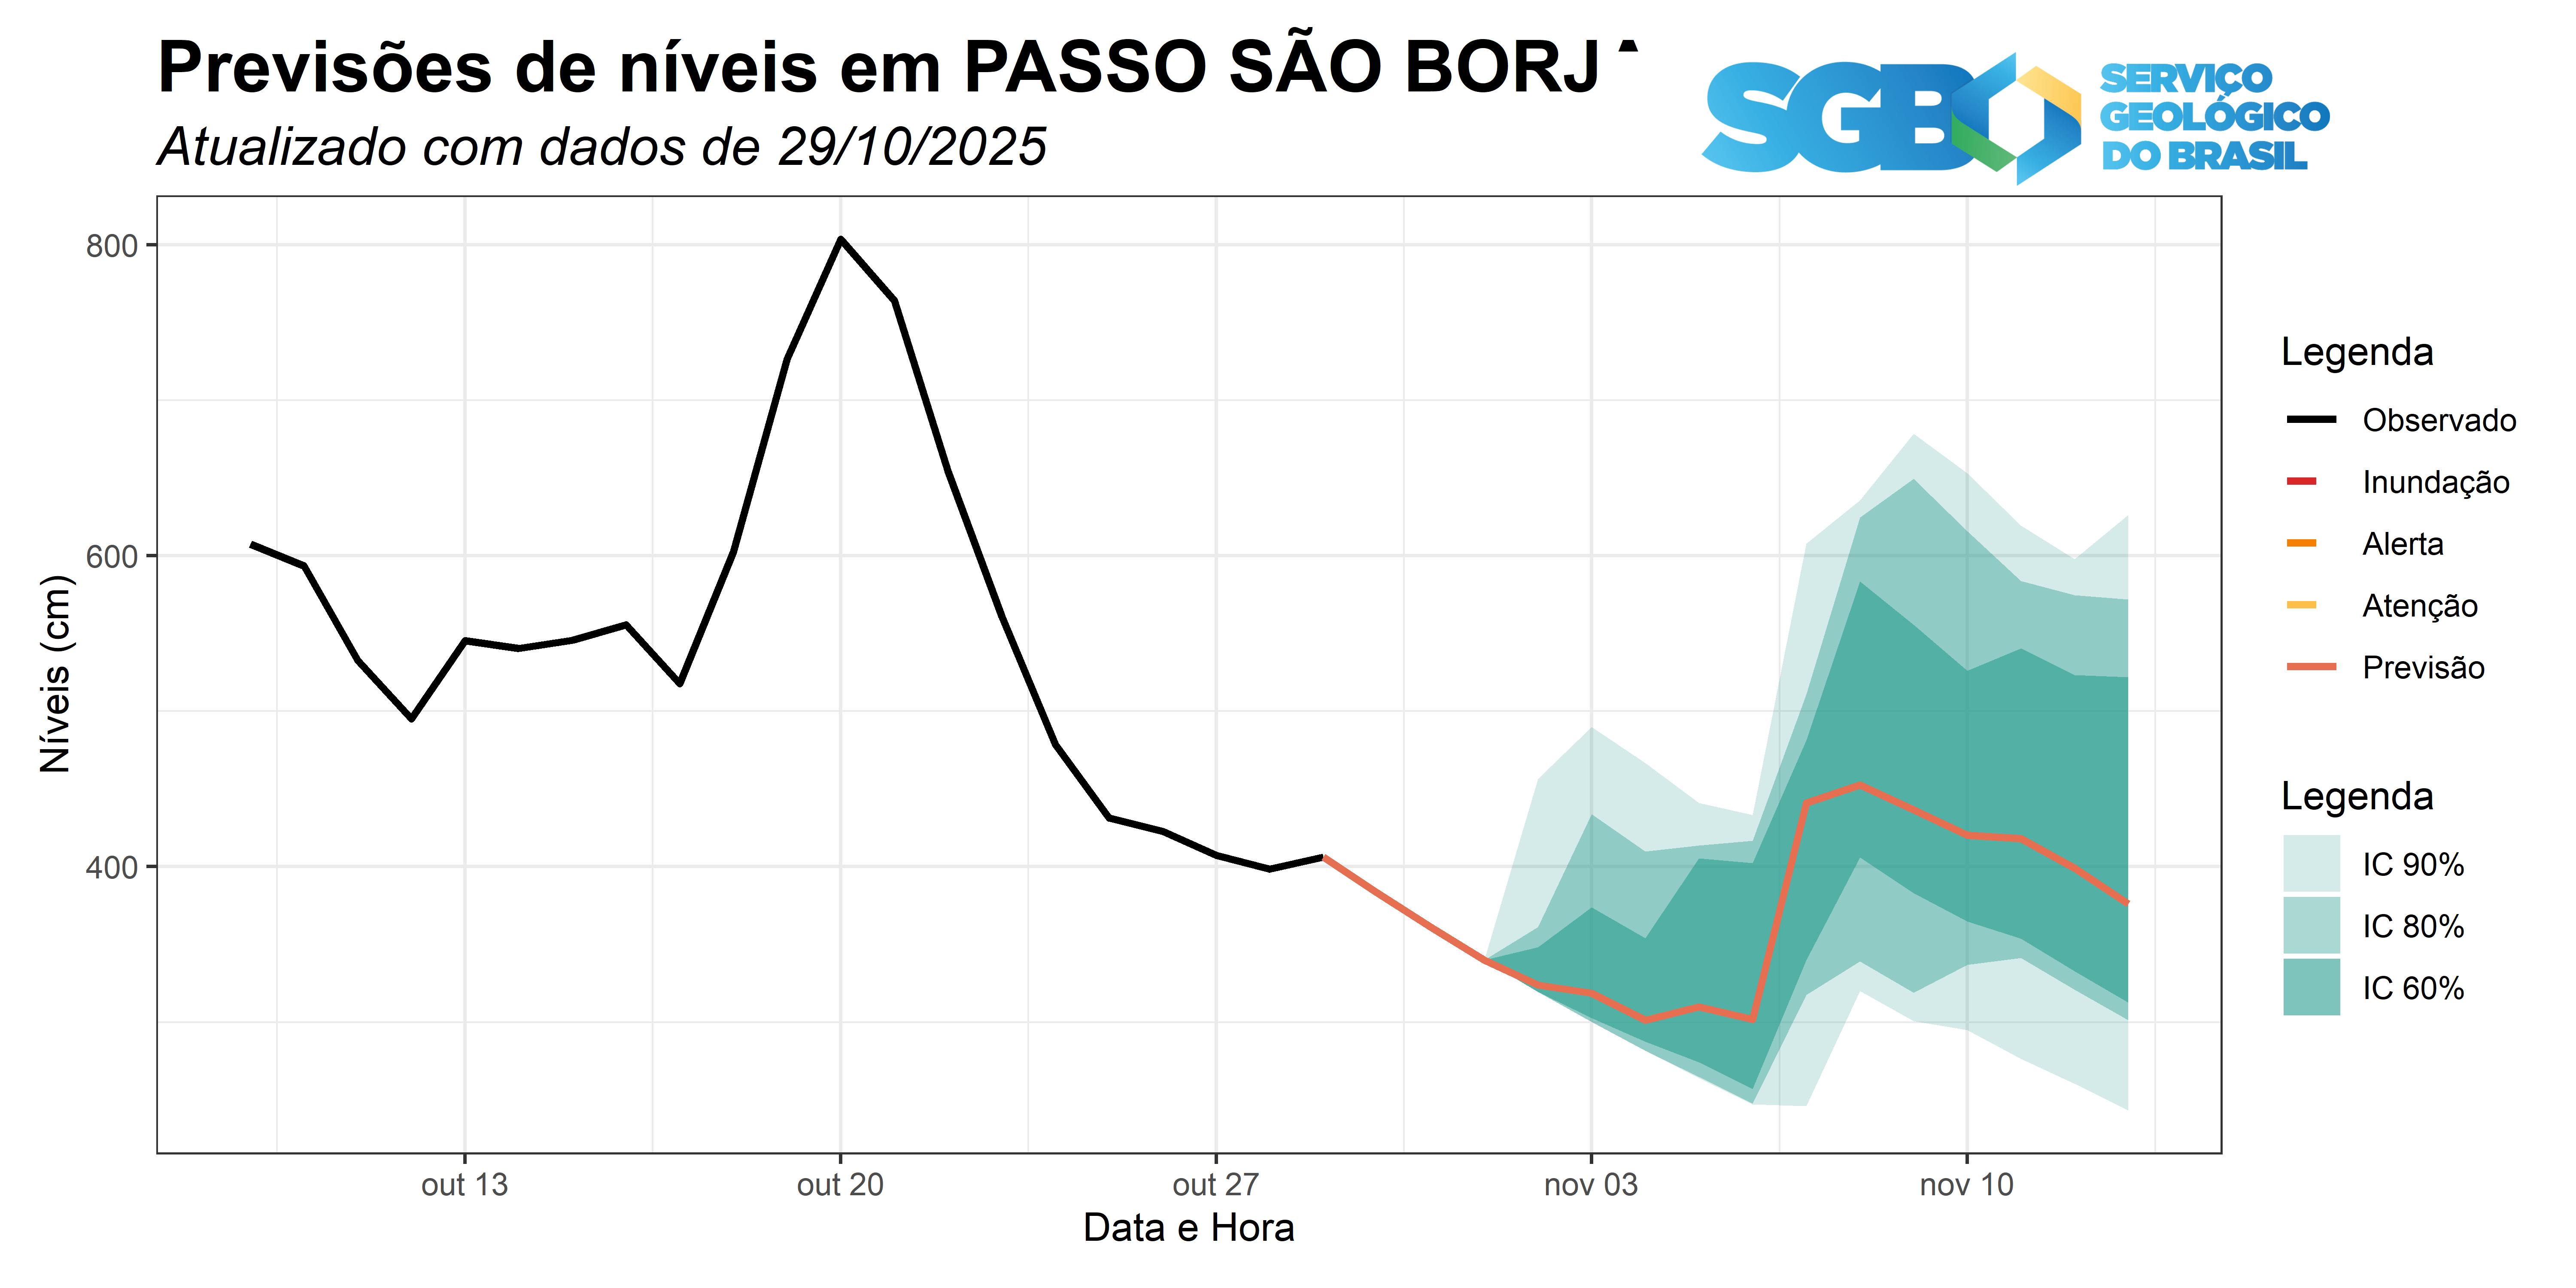 Previsões de níveis em PASSO SÃO BORJ
Atualizado com dados de 29/10/2025
SGB
SERVIÇO
GEOLÓGICO
DO BRASIL
800
600
400
Níveis (cm)
out 13
out 20
out 27
nov 03
nov 10
Data e Hora
Legenda
Observado
Inundação
Alerta
Atenção
Previsão
Legenda
IC 90%
IC 80%
IC 60%